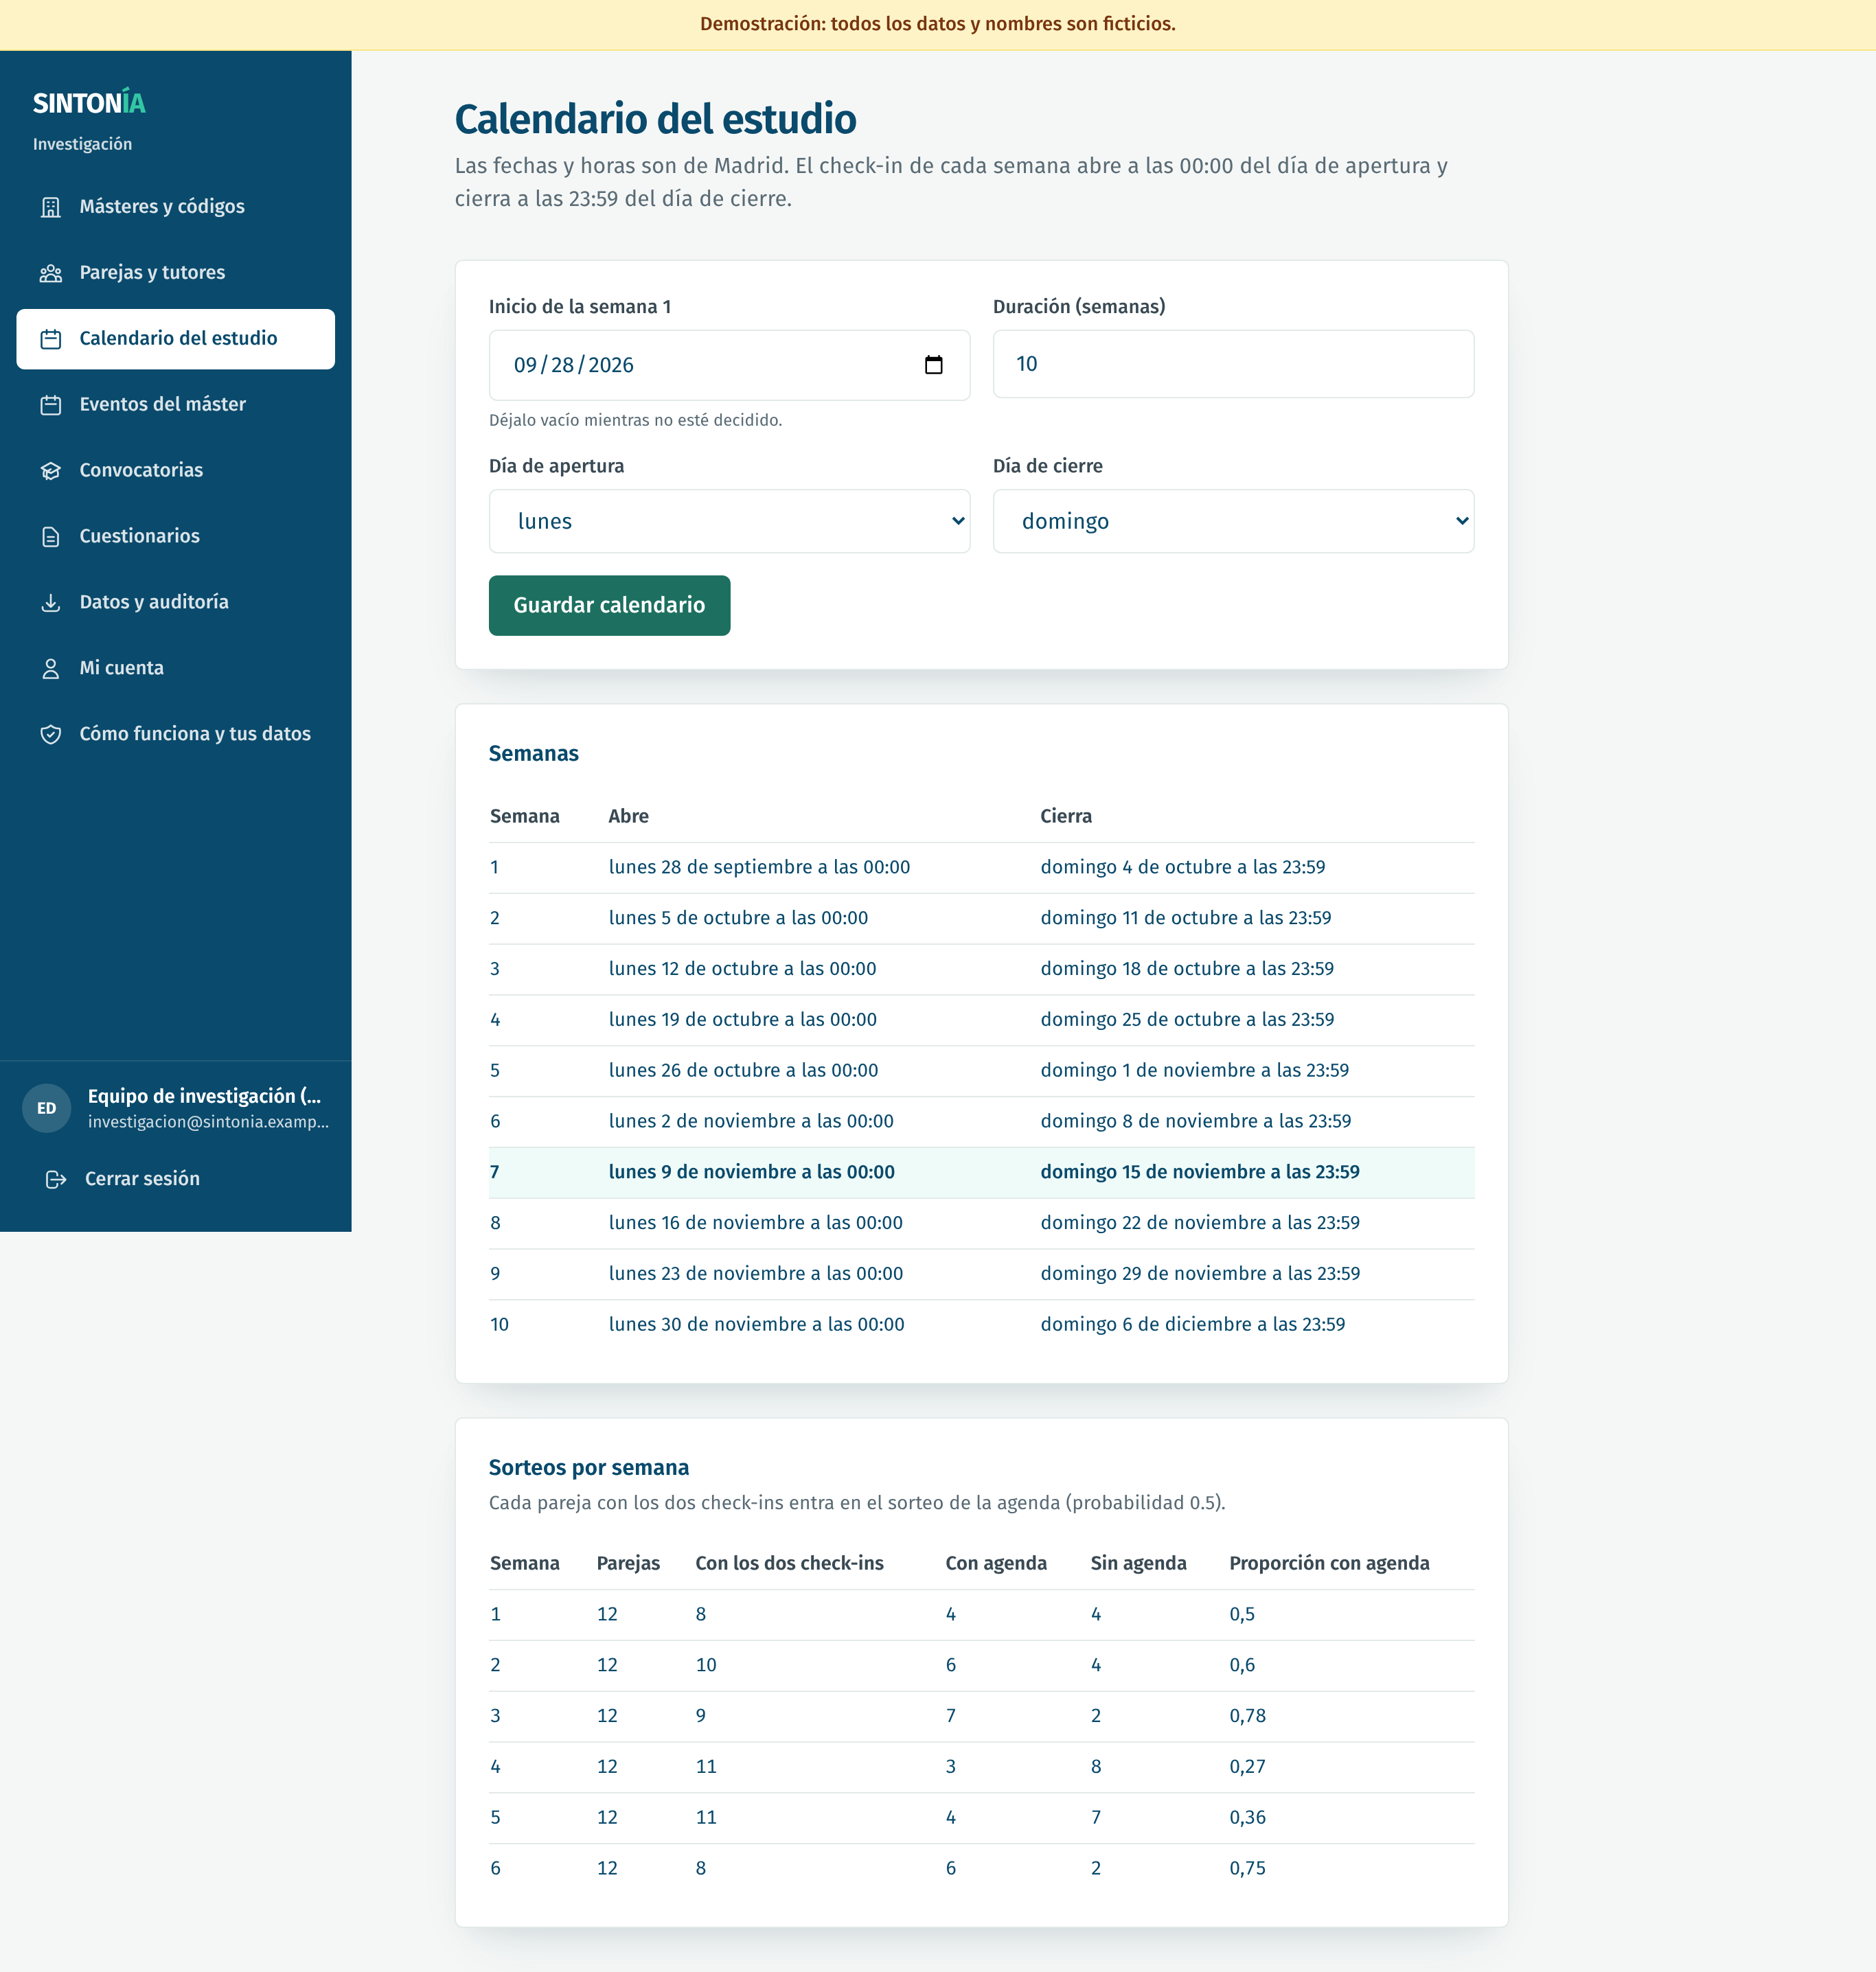 Demostración: todos los datos y nombres son ficticios.
SINTONÍA
Investigación
Másteres y códigos
Parejas y tutores
Calendario del estudio
Eventos del máster
Convocatorias
Cuestionarios
Datos y auditoría
Mi cuenta
Cómo funciona y tus datos
ED
Equipo de investigación (...
investigacion@sintonia.examp...
Cerrar sesión
Calendario del estudio
Las fechas y horas son de Madrid. El check-in de cada semana abre a las 00:00 del día de apertura y
cierra a las 23:59 del día de cierre.
Inicio de la semana 1 Duración (semanas)
09/28/2026 10
Déjalo vacío mientras no esté decidido.
Día de apertura Día de cierre
lunes domingo
Guardar calendario
Semanas
Semana Abre Cierra
1 lunes 28 de septiembre a las 00:00 domingo 4 de octubre a las 23:59
2 lunes 5 de octubre a las 00:00 domingo 11 de octubre a las 23:59
3 lunes 12 de octubre a las 00:00 domingo 18 de octubre a las 23:59
4 lunes 19 de octubre a las 00:00 domingo 25 de octubre a las 23:59
5 lunes 26 de octubre a las 00:00 domingo 1 de noviembre a las 23:59
6 lunes 2 de noviembre a las 00:00 domingo 8 de noviembre a las 23:59
7 lunes 9 de noviembre a las 00:00 domingo 15 de noviembre a las 23:59
8 lunes 16 de noviembre a las 00:00 domingo 22 de noviembre a las 23:59
9 lunes 23 de noviembre a las 00:00 domingo 29 de noviembre a las 23:59
10 lunes 30 de noviembre a las 00:00 domingo 6 de diciembre a las 23:59
Sorteos por semana
Cada pareja con los dos check-ins entra en el sorteo de la agenda (probabilidad 0.5).
Semana Parejas Con los dos check-ins Con agenda Sin agenda Proporción con agenda
1 12 8 4 4 0,5
2 12 10 6 4 0,6
3 12 9 7 2 0,78
4 12 11 3 8 0,27
5 12 11 4 7 0,36
6 12 8 6 2 0,75